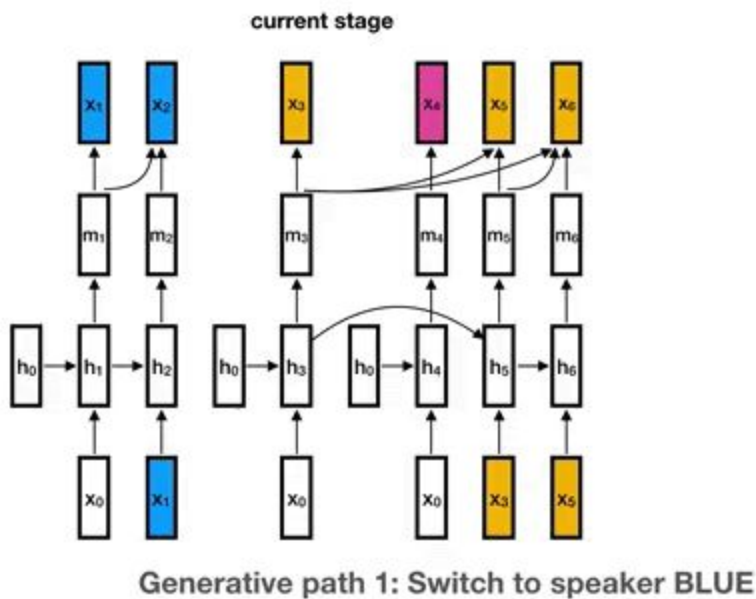 current stage
x₁ x₂ x₃ x₄ x₅ x₆
m₁ m₂ m₃ m₄ m₅ m₆
h₀ h₁ h₂ h₀ h₃ h₀ h₄ h₅ h₆
x₀ x₁ x₀ x₀ x₃ x₅
Generative path 1: Switch to speaker BLUE